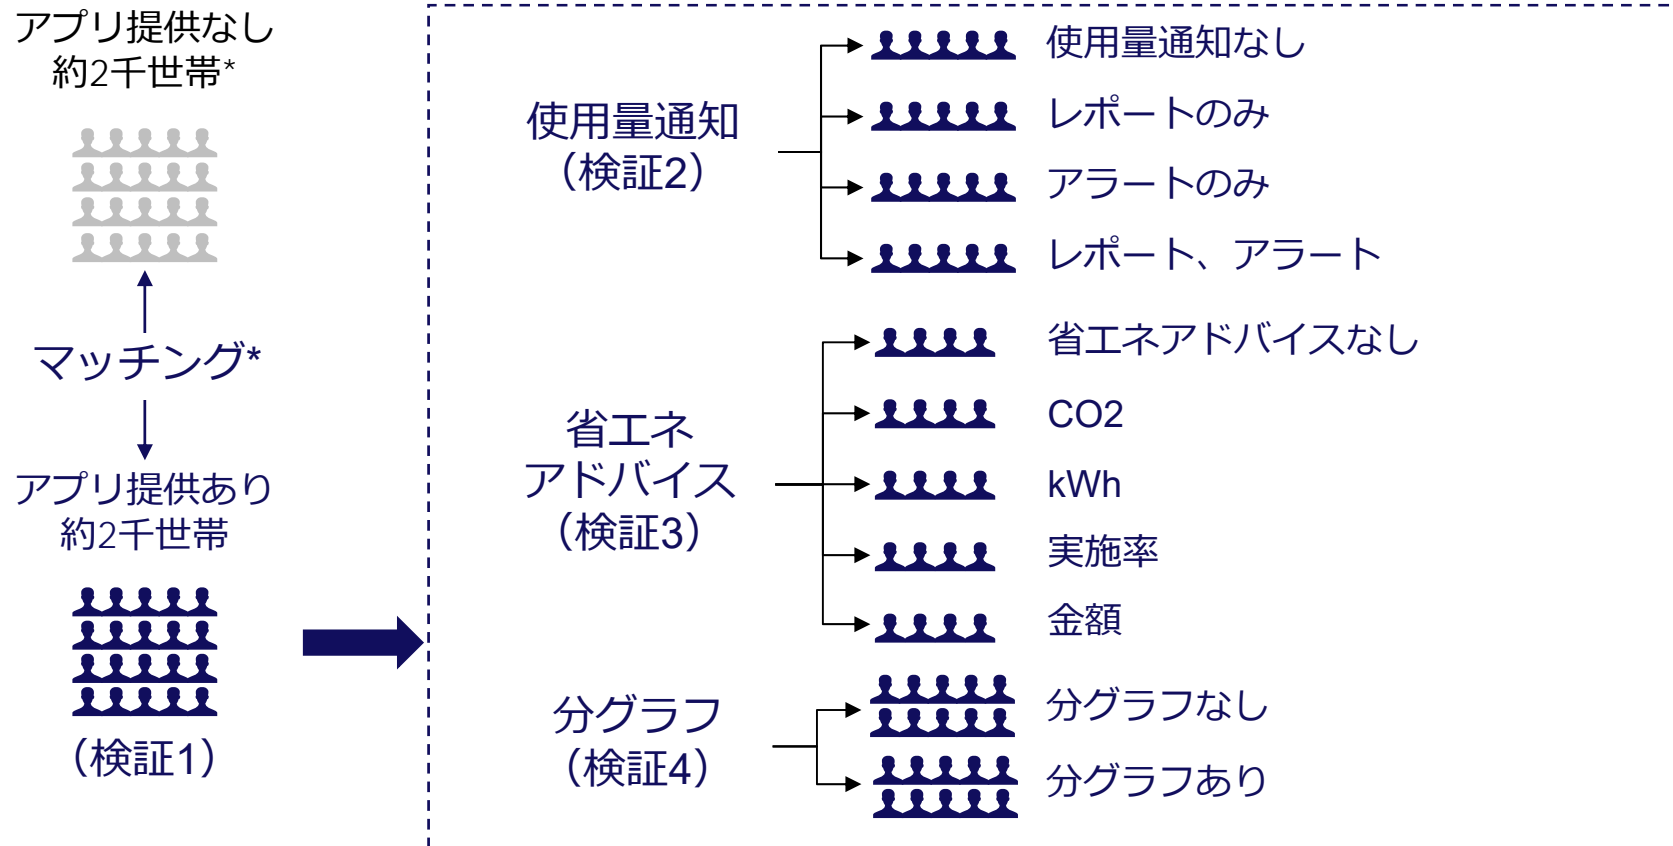 アプリ提供なし
約2千世帯*
マッチング*
アプリ提供あり
約2千世帯
（検証1）
使用量通知
（検証2）
使用量通知なし
レポートのみ
アラートのみ
レポート、アラート
省エネ
アドバイス
（検証3）
省エネアドバイスなし
CO2
kWh
実施率
金額
分グラフ
（検証4）
分グラフなし
分グラフあり